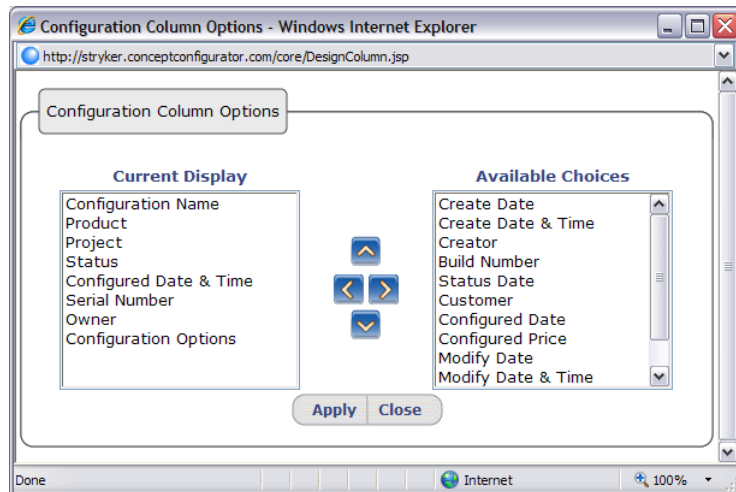 Configuration Column Options - Windows Internet Explorer
http://stryker.conceptconfigurator.com/core/DesignColumn.jsp
Configuration Column Options
Current Display
Configuration Name
Product
Project
Status
Configured Date & Time
Serial Number
Owner
Configuration Options
Available Choices
Create Date
Create Date & Time
Creator
Build Number
Status Date
Customer
Configured Date
Configured Price
Modify Date
Modify Date & Time
Apply Close
Done Internet 100%